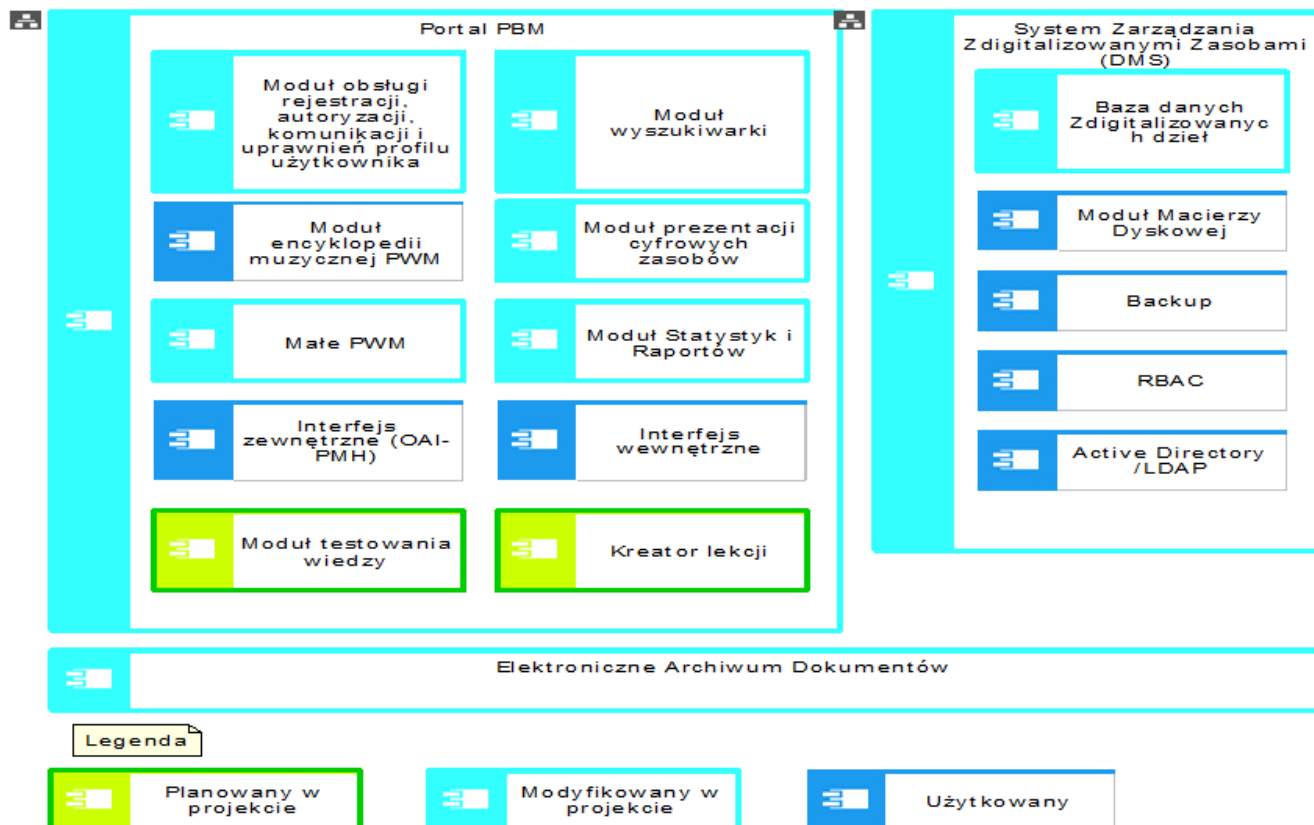 Portal PBM
Moduł obsługi
rejestracji,
autoryzacji,
komunikacji i
uprawnień profilu
użytkownika
Moduł
wyszukiwarki
Moduł
encyklopedii
muzycznej PWM
Moduł prezentacji
cyfrowych
zasobów
Małe PWM
Moduł Statystyk i
Raportów
Interfejs
zewnętrzne (OAI-
PMH)
Interfejs
wewnętrzne
Moduł testowania
wiedzy
Kreator lekcji
System Zarządzania
Zdigitalizowanymi Zasobami
(DMS)
Baza danych
Zdigitalizowanyc
h dzieł
Moduł Macierzy
Dyskowej
Backup
RBAC
Active Directory
/LDAP
Elektroniczne Archiwum Dokumentów
Legenda
Planowany w
projekcie
Modyfikowany w
projekcie
Użytkowany